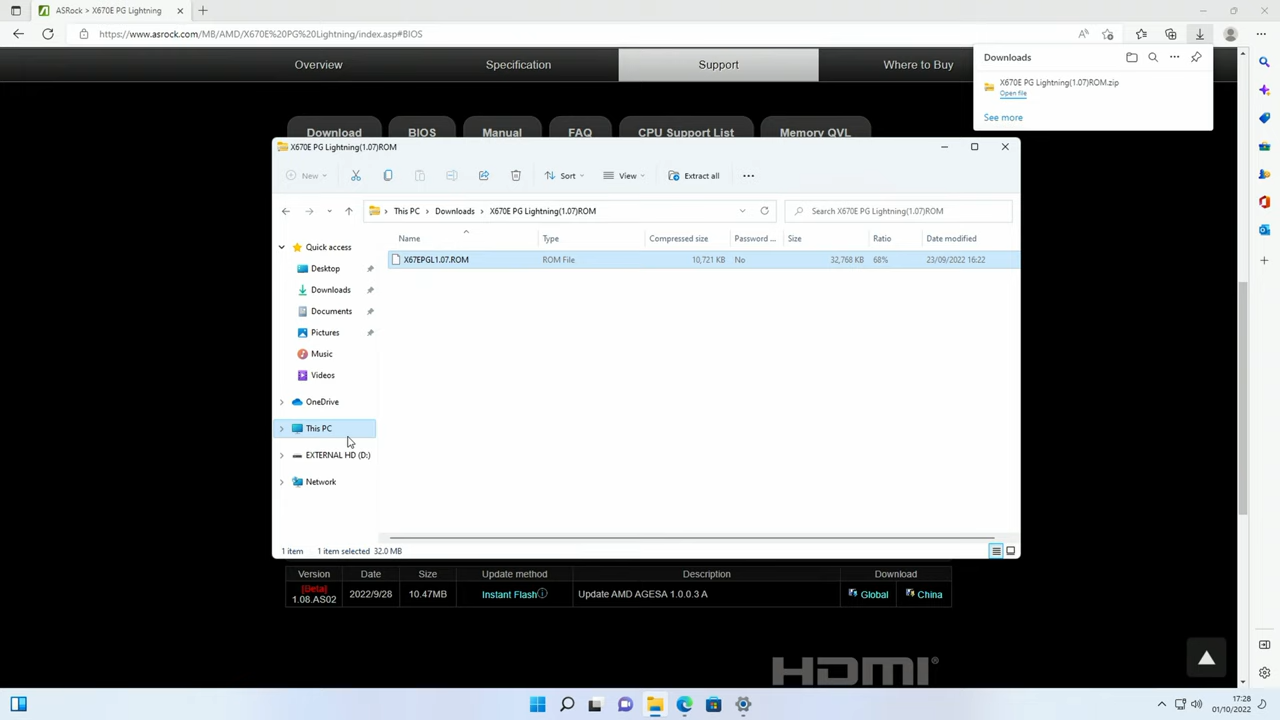 ASRock > X670E PG Lightning
https://www.asrock.com/MB/AMD/X670E%20PG%20Lightning/index.asp#BIOS
Overview
Specification
Support
Where to Buy
Downloads
X670E PG Lightning(1.07)ROM.zip
Open file
See more
Download
BIOS
Manual
FAQ
CPU Support List
Memory QVL
X670E PG Lightning(1.07)ROM
New
Sort
View
Extract all
This PC > Downloads > X670E PG Lightning(1.07)ROM
Search X670E PG Lightning(1.07)ROM
Name Type Compressed size Password ... Size Ratio Date modified
X67EPGL1.07.ROM ROM File 10,721 KB No 32,768 KB 68% 23/09/2022 16:22
Quick access
Desktop
Downloads
Documents
Pictures
Music
Videos
OneDrive
This PC
EXTERNAL HD (D:)
Network
1 item 1 item selected 32.0 MB
Version Date Size Update method Description Download
[Beta]
1.08.AS02 2022/9/28 10.47MB Instant Flash Update AMD AGESA 1.0.0.3 A Global China
HDMI®
17:28
01/10/2022